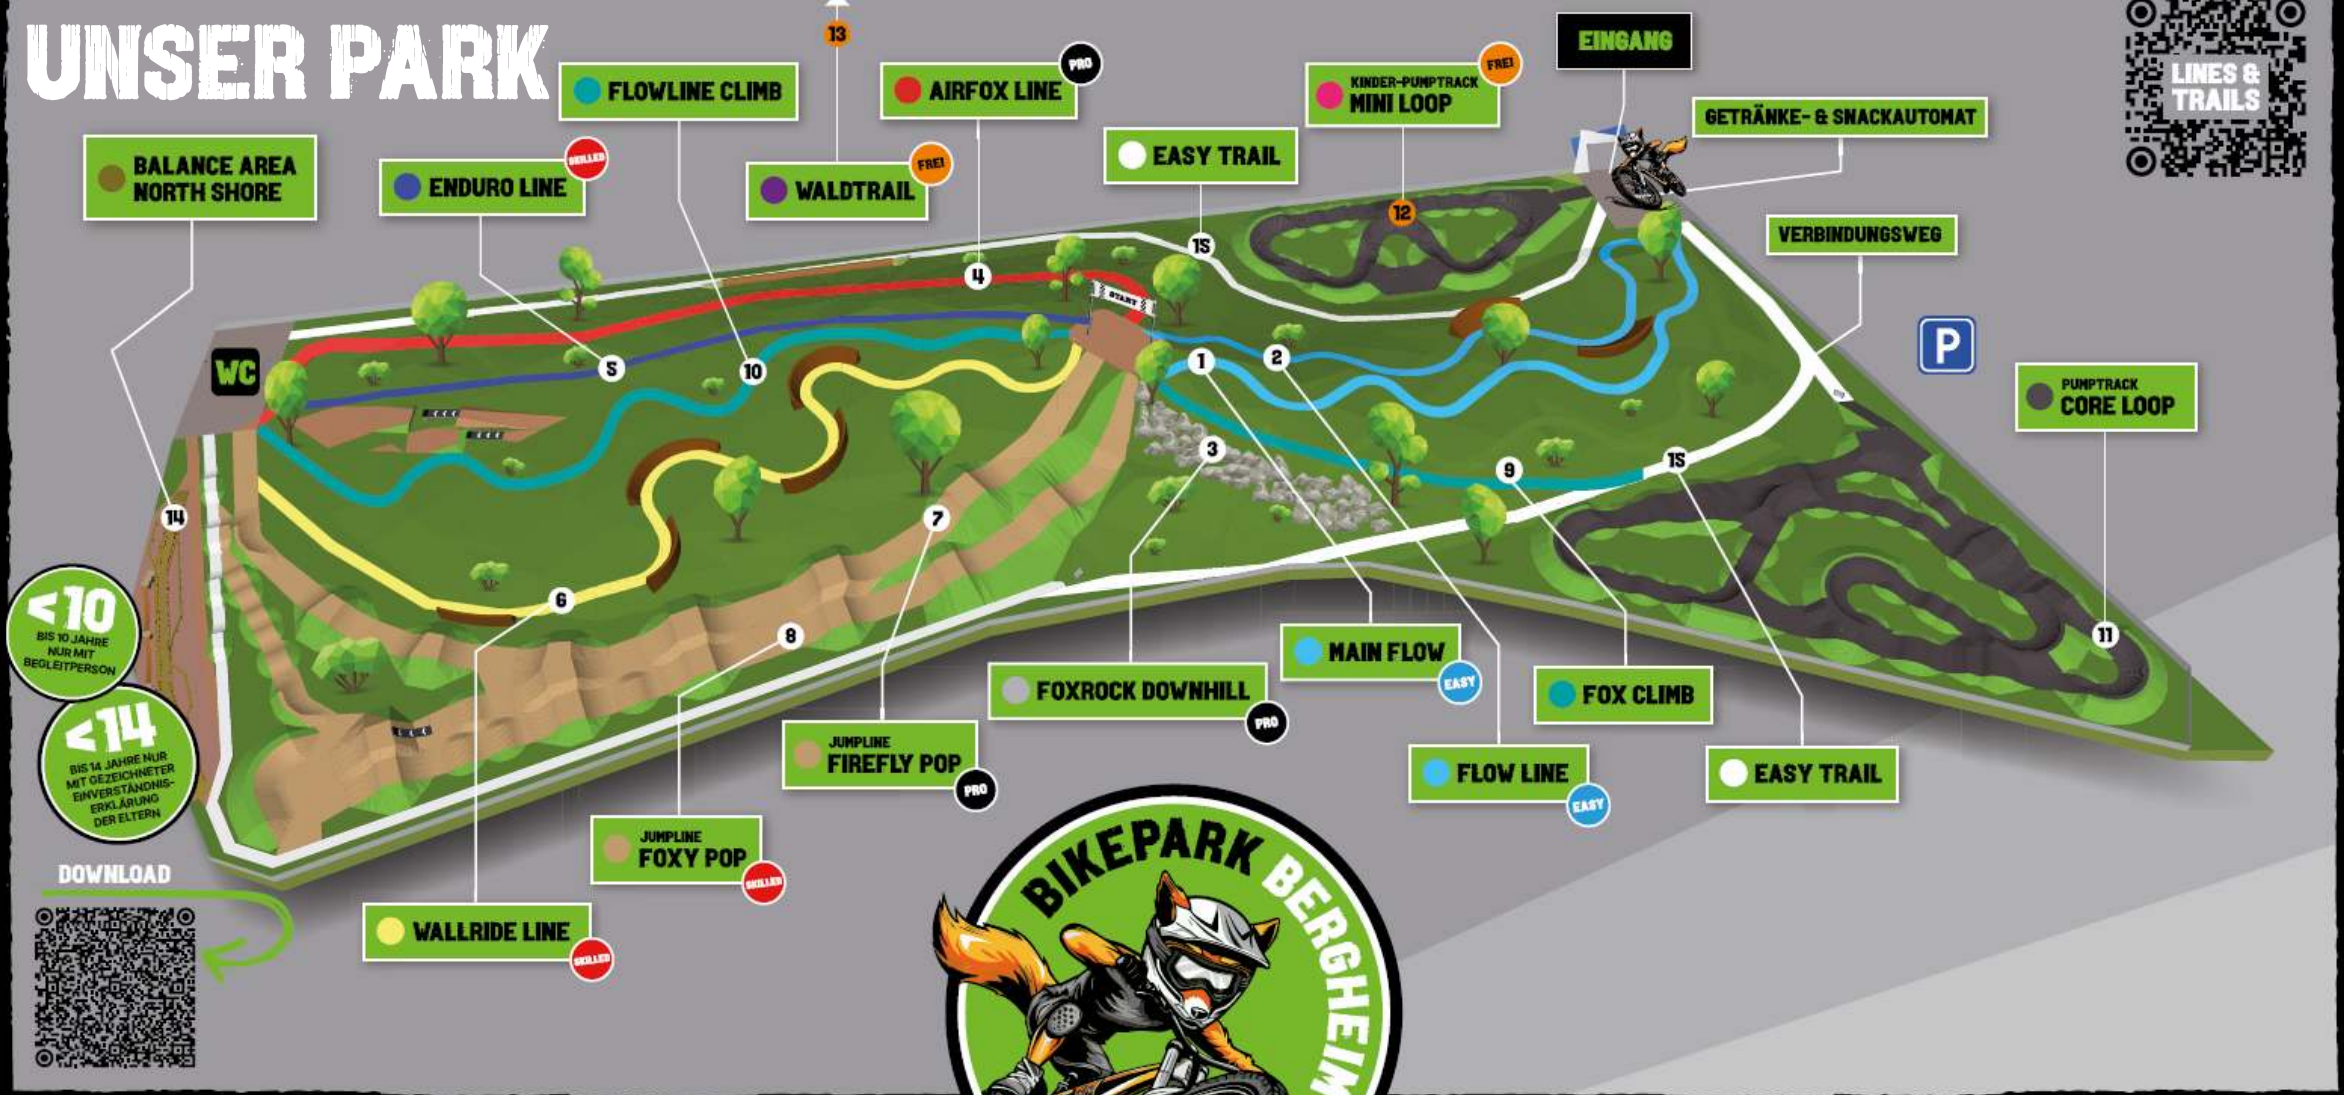 UNSER PARK
13
EINGANG
LINES &
TRAILS
FLOWLINE CLIMB
AIRFOX LINE
PRO
KINDER-PUMPTRACK
MINI LOOP
FREI
GETRÄNKE- & SNACKAUTOMAT
BALANCE AREA
NORTH SHORE
ENDURO LINE
SKILLED
WALDTRAIL
FREI
EASY TRAIL
12
VERBINDUNGSWEG
15
4
START
P
WC
5
10
1
2
PUMPTRACK
CORE LOOP
3
9
15
14
7
6
8
11
<10
BIS 10 JAHRE
NUR MIT
BEGLEITPERSON
<14
BIS 14 JAHRE NUR
MIT GEZEICHNETER
EINVERSTÄNDNIS-
ERKLÄRUNG
DER ELTERN
MAIN FLOW
EASY
FOXROCK DOWNHILL
PRO
FOX CLIMB
JUMPLINE
FIREFLY POP
PRO
FLOW LINE
EASY
EASY TRAIL
JUMPLINE
FOXY POP
SKILLED
WALLRIDE LINE
SKILLED
DOWNLOAD
BIKEPARK BERGHEIM